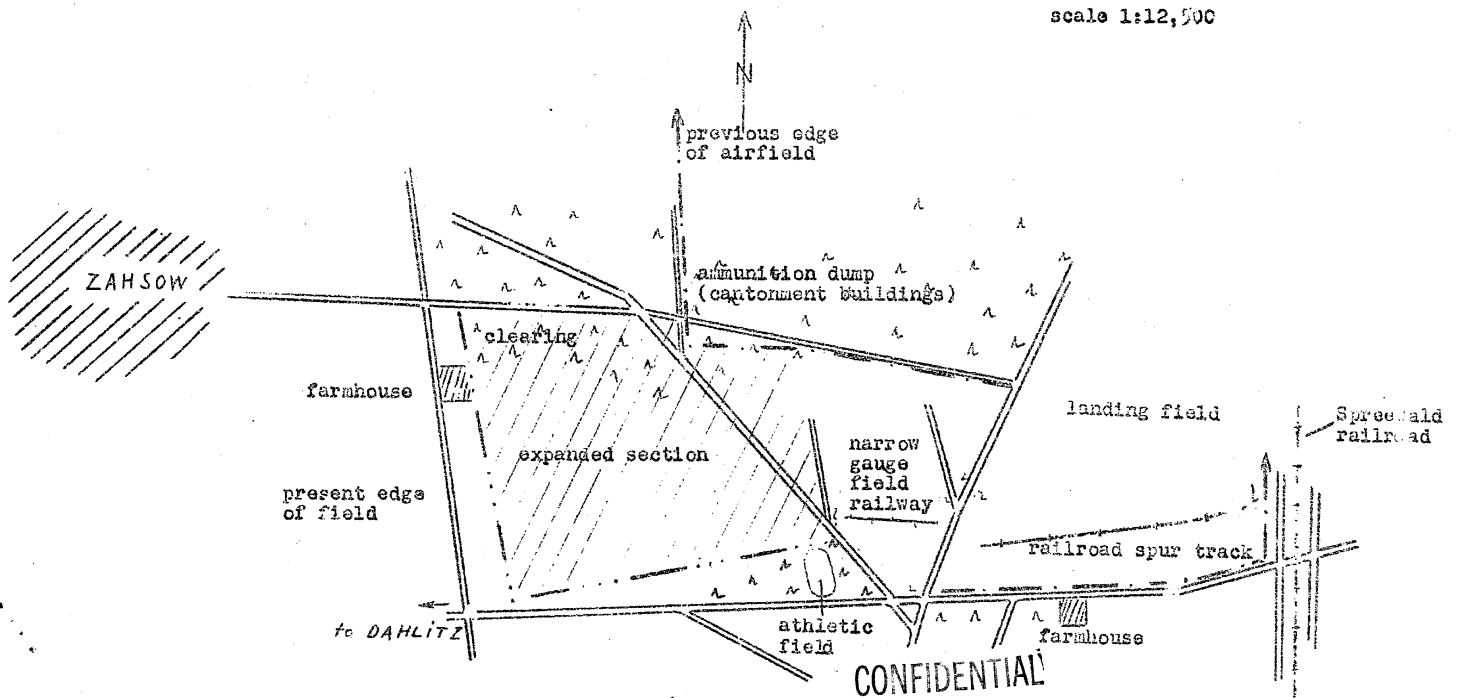 scale 1:12,500
N
previous edge
of airfield
ZAHSOW
ammunition dump
(cantonment buildings)
clearing
farmhouse
landing field
Spreewald
railroad
expanded section
narrow
gauge
field
railway
present edge
of field
railroad spur track
to DAHLITZ
athletic
field
farmhouse
CONFIDENTIAL